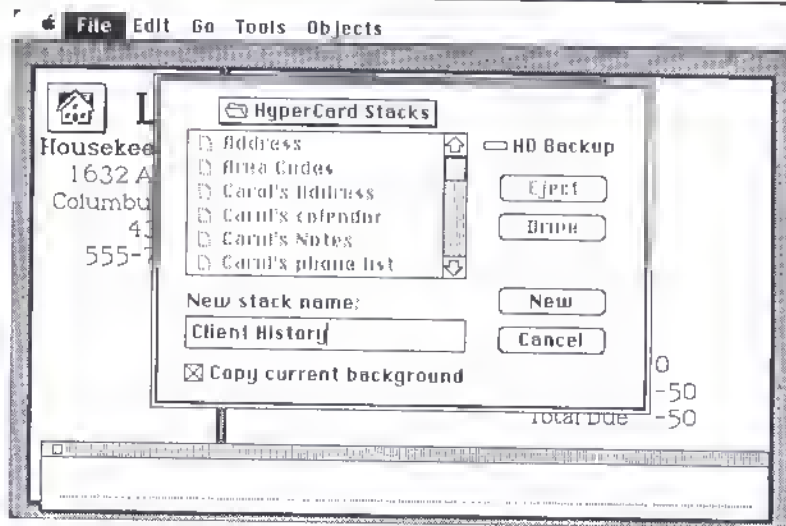 File Edit Go Tools Objects
HyperCard Stacks
Address
Area Codes
Carol's Address
Carol's calendar
Carol's Notes
Carol's phone list
HD Backup
Eject
Drive
New stack name:
Client History
New
Cancel
Copy current background
L
Housekee
1632 A
Columbu
43
555-7
0
-50
Total Due -50